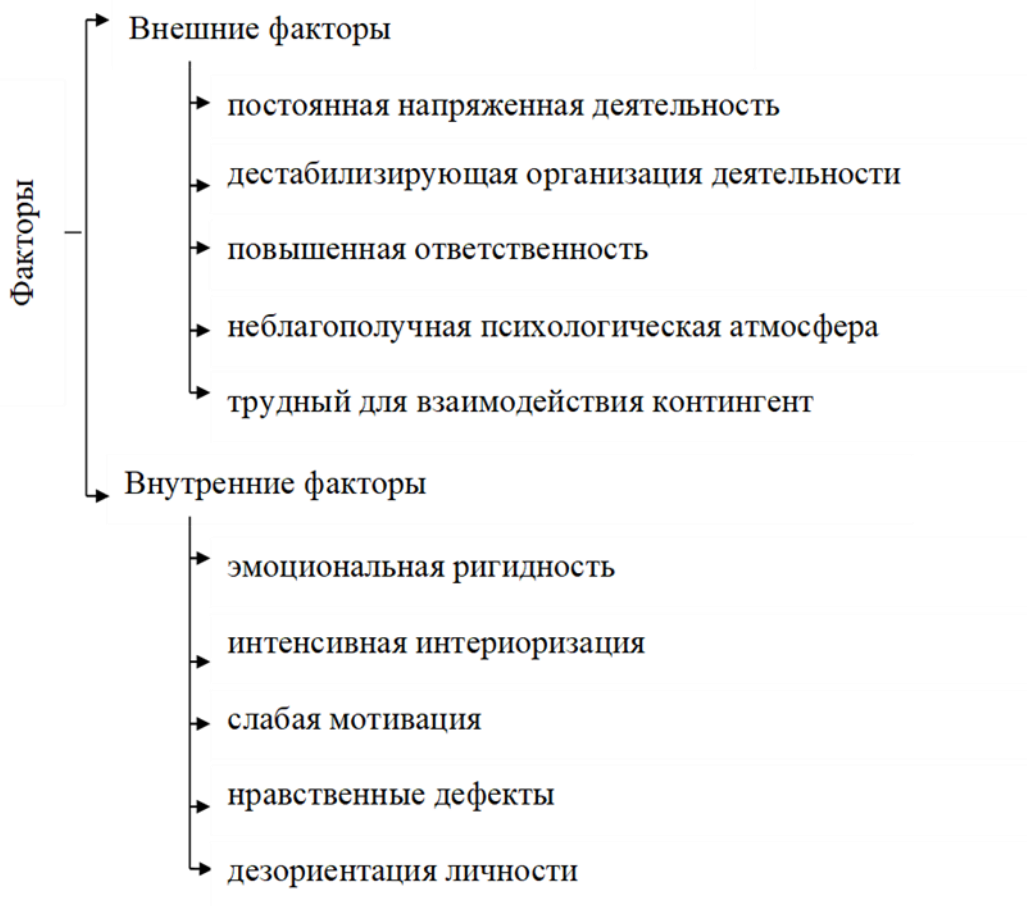 Факторы
Внешние факторы
постоянная напряженная деятельность
дестабилизирующая организация деятельности
повышенная ответственность
неблагополучная психологическая атмосфера
трудный для взаимодействия контингент
Внутренние факторы
эмоциональная ригидность
интенсивная интериоризация
слабая мотивация
нравственные дефекты
дезориентация личности